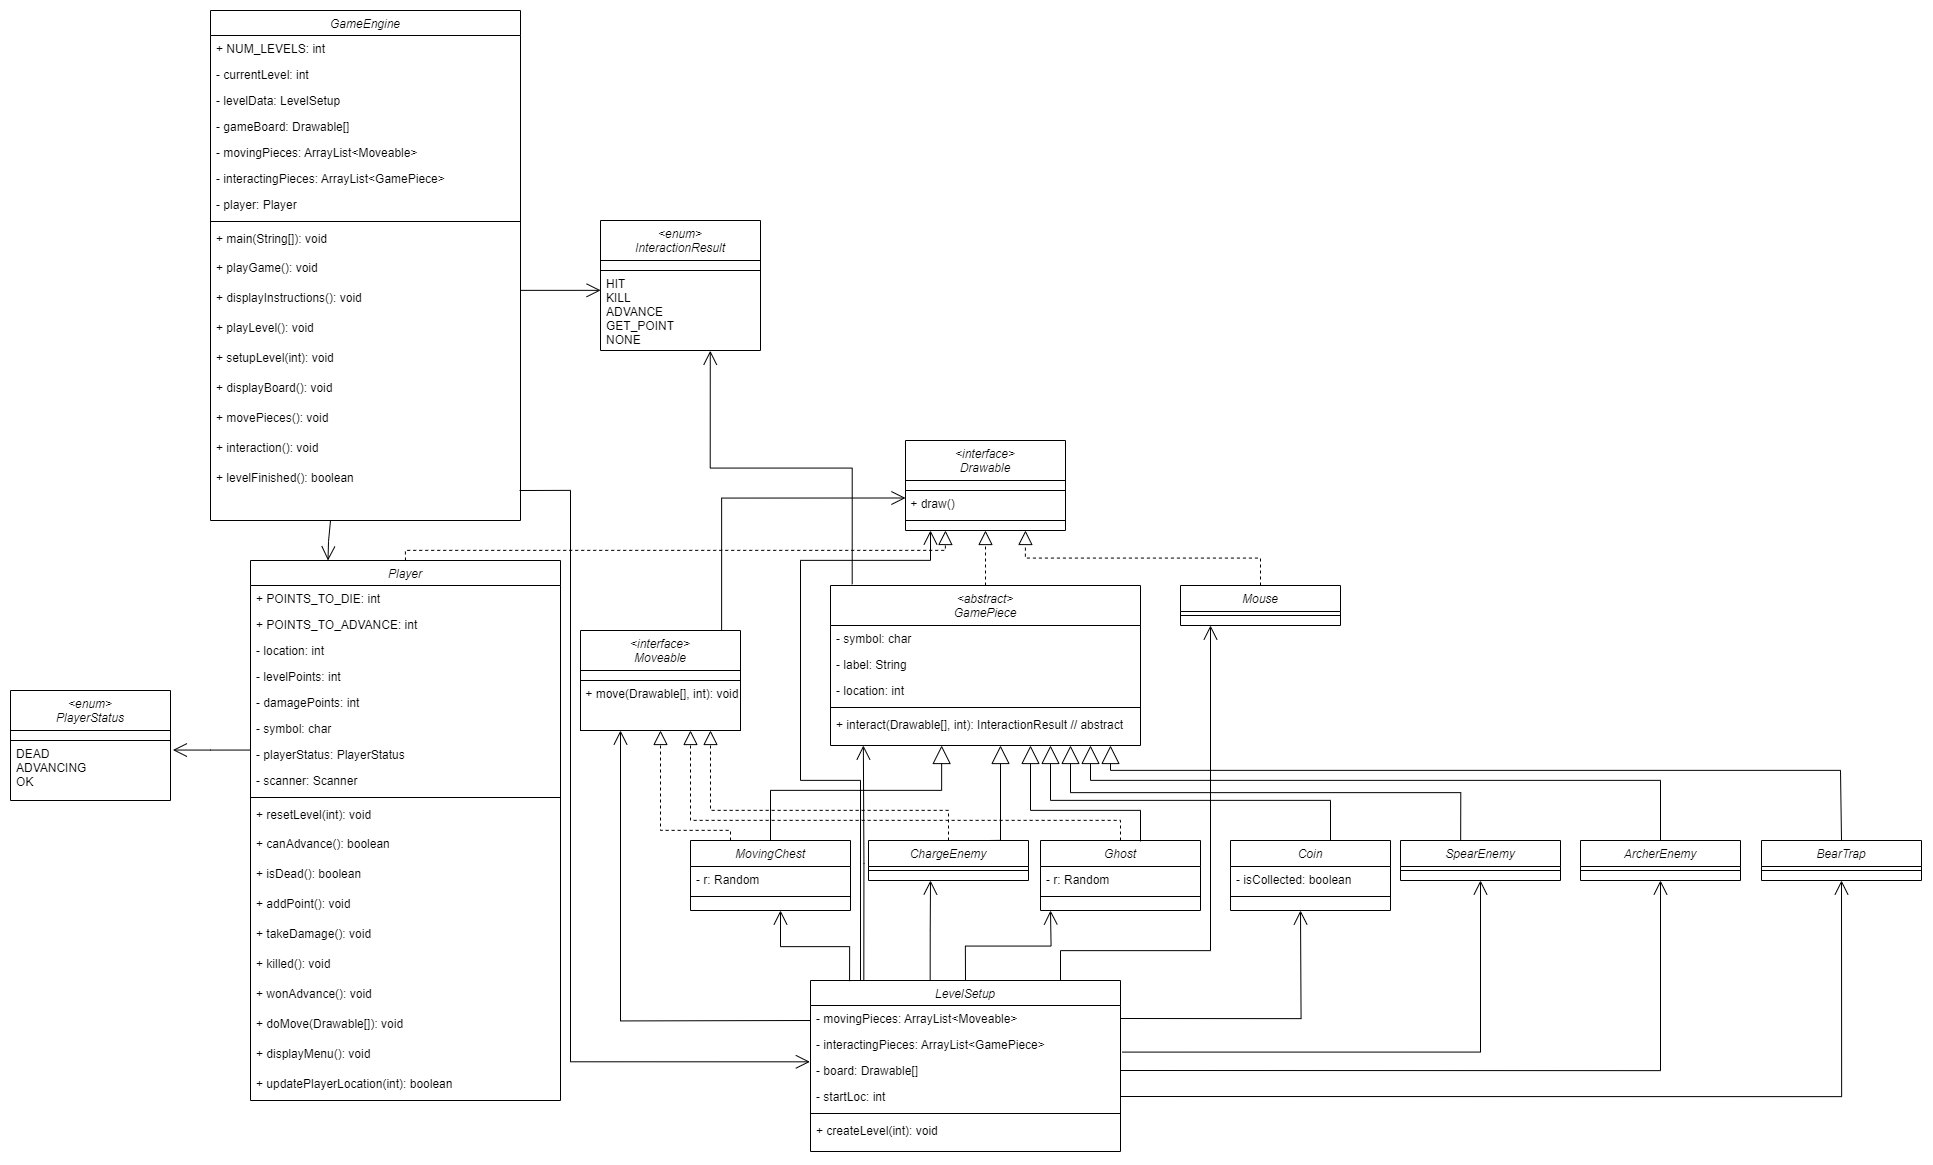 GameEngine
+ NUM_LEVELS: int
- currentLevel: int
- levelData: LevelSetup
- gameBoard: Drawable[]
- movingPieces: ArrayList<Moveable>
- interactingPieces: ArrayList<GamePiece>
- player: Player
+ main(String[]): void
+ playGame(): void
+ displayInstructions(): void
+ playLevel(): void
+ setupLevel(int): void
+ displayBoard(): void
+ movePieces(): void
+ interaction(): void
+ levelFinished(): boolean
<enum>
InteractionResult
HIT
KILL
ADVANCE
GET_POINT
NONE
<interface>
Drawable
+ draw()
Player
+ POINTS_TO_DIE: int
+ POINTS_TO_ADVANCE: int
- location: int
- levelPoints: int
- damagePoints: int
- symbol: char
- playerStatus: PlayerStatus
- scanner: Scanner
+ resetLevel(int): void
+ canAdvance(): boolean
+ isDead(): boolean
+ addPoint(): void
+ takeDamage(): void
+ killed(): void
+ wonAdvance(): void
+ doMove(Drawable[]): void
+ displayMenu(): void
+ updatePlayerLocation(int): boolean
<enum>
PlayerStatus
DEAD
ADVANCING
OK
<interface>
Moveable
+ move(Drawable[], int): void
<abstract>
GamePiece
- symbol: char
- label: String
- location: int
+ interact(Drawable[], int): InteractionResult // abstract
Mouse
MovingChest
- r: Random
ChargeEnemy
Ghost
- r: Random
Coin
- isCollected: boolean
SpearEnemy
ArcherEnemy
BearTrap
LevelSetup
- movingPieces: ArrayList<Moveable>
- interactingPieces: ArrayList<GamePiece>
- board: Drawable[]
- startLoc: int
+ createLevel(int): void